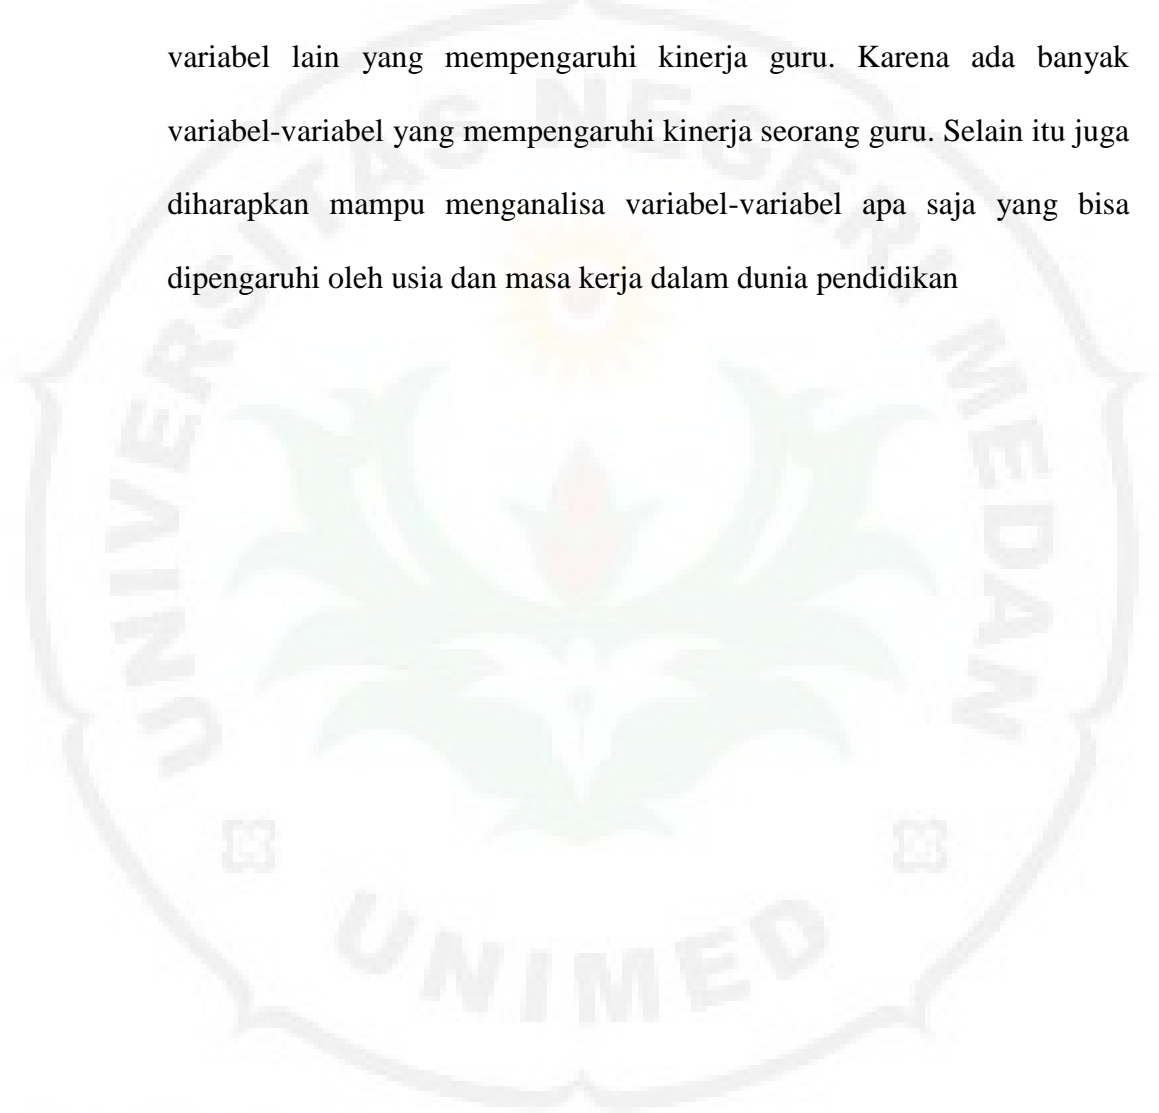 variabel lain yang mempengaruhi kinerja guru. Karena ada banyak
variabel-variabel yang mempengaruhi kinerja seorang guru. Selain itu juga
diharapkan mampu menganalisa variabel-variabel apa saja yang bisa
dipengaruhi oleh usia dan masa kerja dalam dunia pendidikan
UNIVERSITAS NEGERI MEDAN
UNIMED